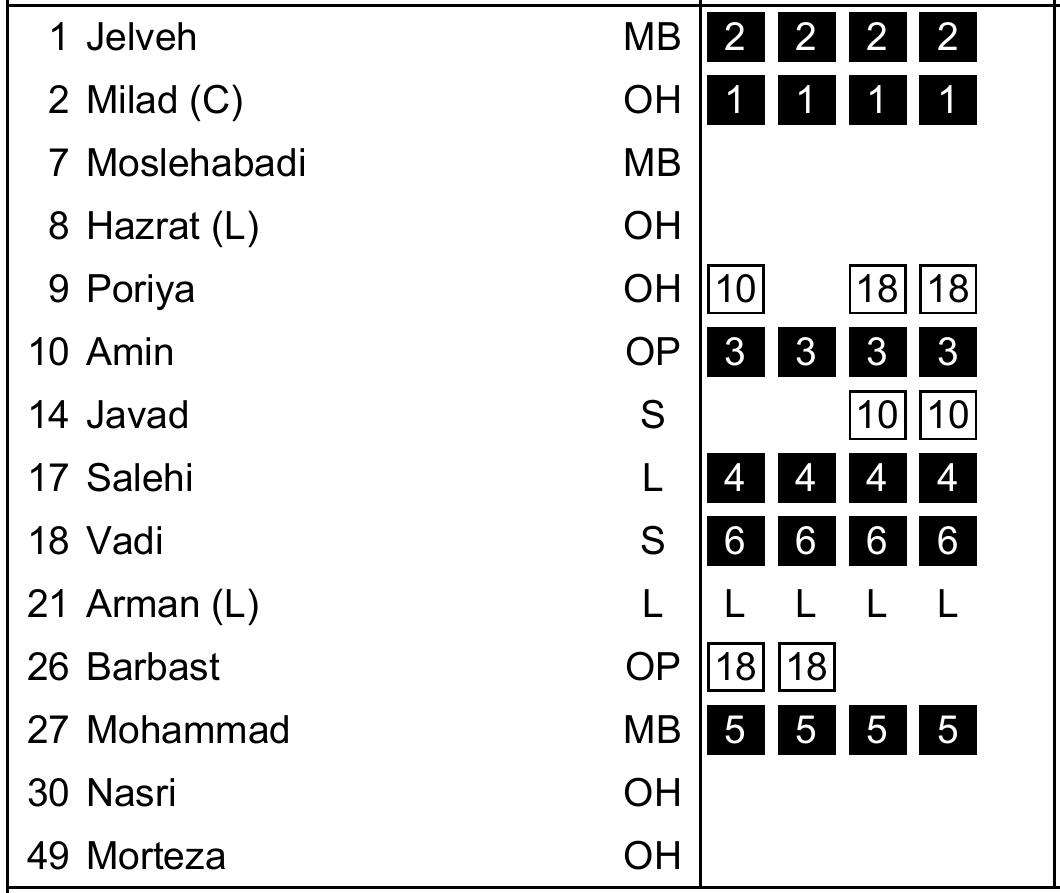 1 Jelveh MB 2 2 2 2
2 Milad (C) OH 1 1 1 1
7 Moslehabadi MB
8 Hazrat (L) OH
9 Poriya OH 10 18 18
10 Amin OP 3 3 3 3
14 Javad S 10 10
17 Salehi L 4 4 4 4
18 Vadi S 6 6 6 6
21 Arman (L) L L L L L
26 Barbast OP 18 18
27 Mohammad MB 5 5 5 5
30 Nasri OH
49 Morteza OH